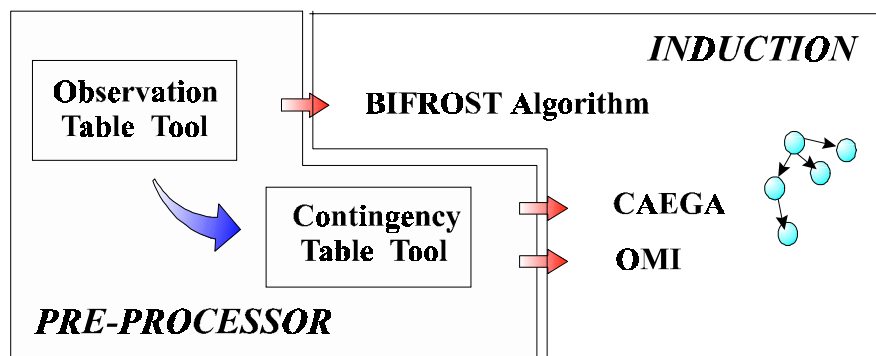 INDUCTION
Observation
Table Tool
BIFROST Algorithm
Contingency
Table Tool
CAEGA
OMI
PRE-PROCESSOR